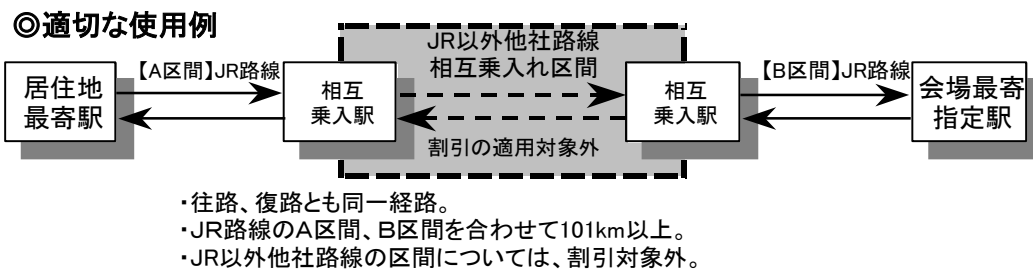 ◎適切な使用例
居住地
最寄駅
【A区間】JR路線
相互
乗入駅
JR以外他社路線
相互乗入れ区間
割引の適用対象外
相互
乗入駅
【B区間】JR路線
会場最寄
指定駅
・往路、復路とも同一経路。
・JR路線のA区間、B区間を合わせて101km以上。
・JR以外他社路線の区間については、割引対象外。